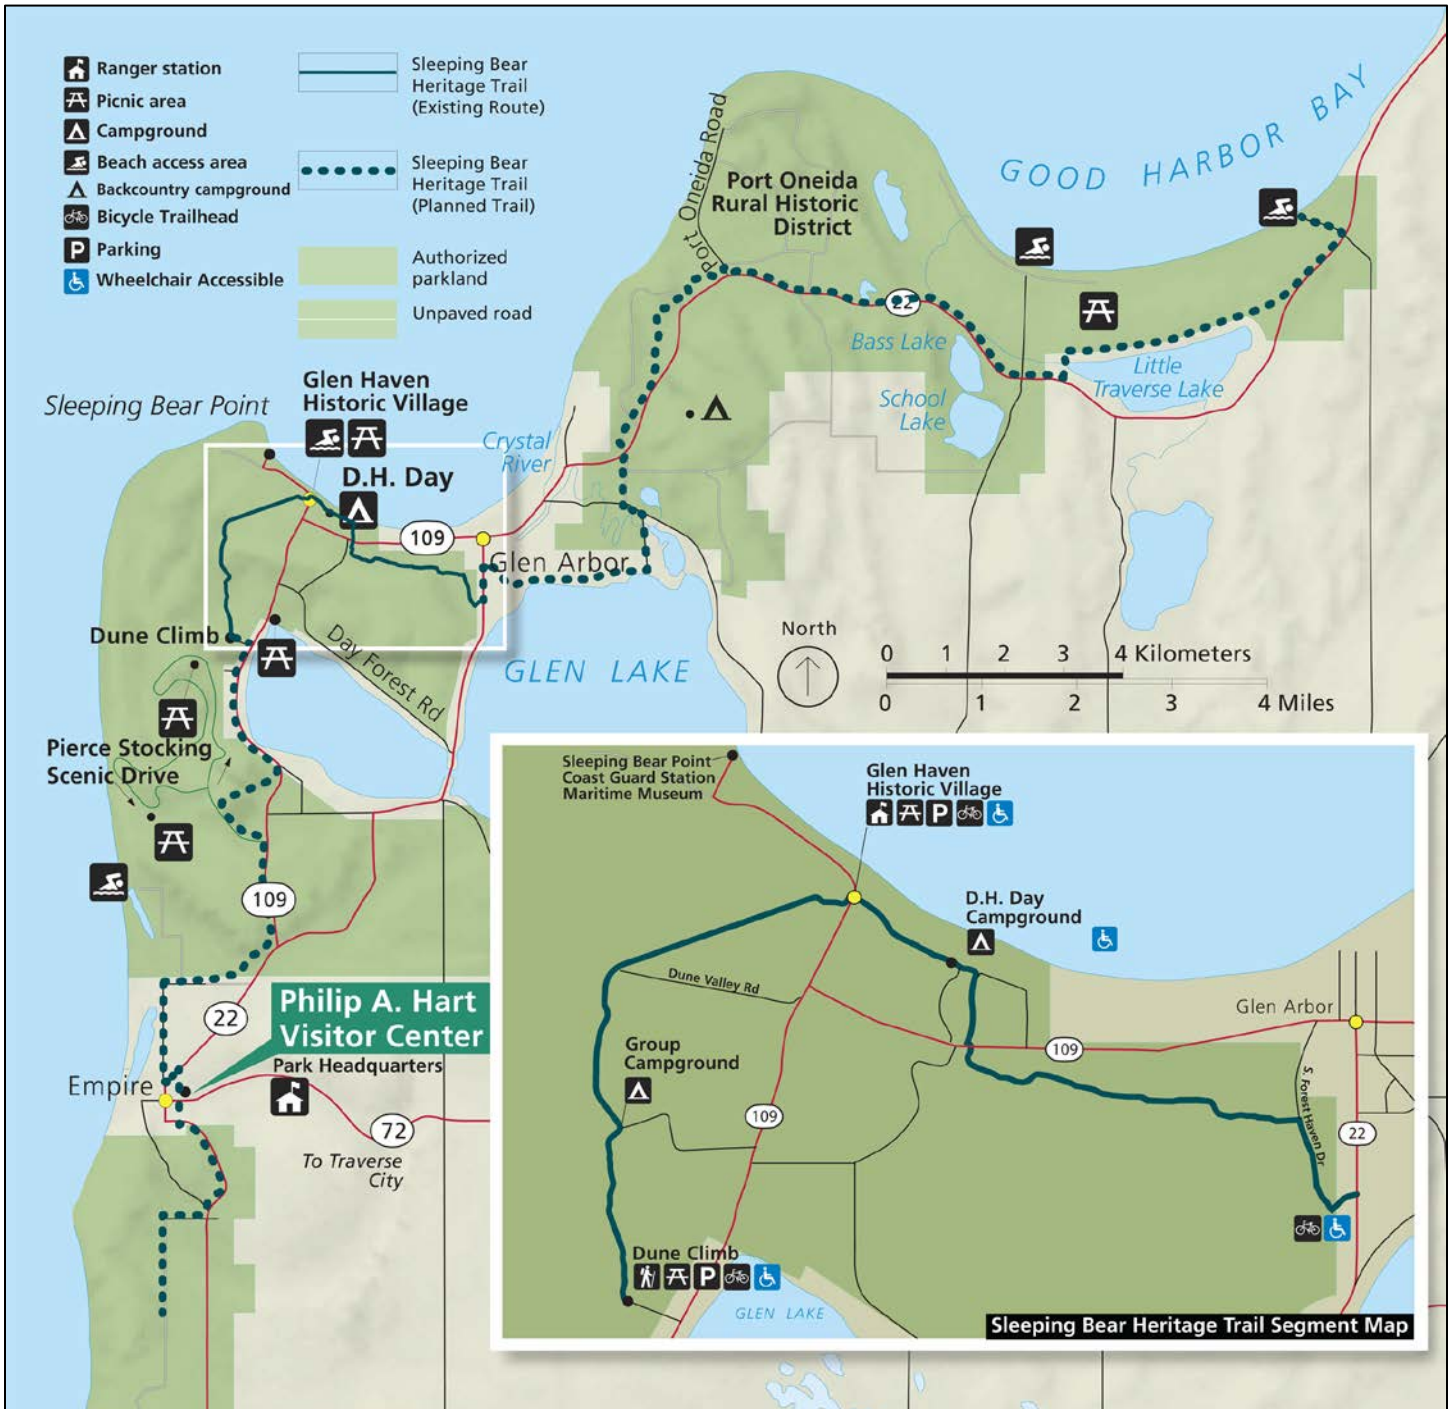 Ranger station
Picnic area
Campground
Beach access area
Backcountry campground
Bicycle Trailhead
P Parking
Wheelchair Accessible
Sleeping Bear
Heritage Trail
(Existing Route)
Sleeping Bear
Heritage Trail
(Planned Trail)
Authorized
parkland
Unpaved road
GOOD HARBOR BAY
Port Oneida Road
Port Oneida
Rural Historic
District
22
Bass Lake
School
Lake
Little
Traverse Lake
Glen Haven
Historic Village
Sleeping Bear Point
Crystal
River
D.H. Day
109
Glen Arbor
Dune Climb
Day Forest Rd
GLEN LAKE
North
0 1 2 3 4 Kilometers
0 1 2 3 4 Miles
Pierce Stocking
Scenic Drive
109
22
Philip A. Hart
Visitor Center
Park Headquarters
Empire
72
To Traverse
City
Sleeping Bear Point
Coast Guard Station
Maritime Museum
Glen Haven
Historic Village
P
D.H. Day
Campground
Dune Valley Rd
Glen Arbor
109
Group
Campground
S. Forest Haven Dr
109
22
Dune Climb
P
GLEN LAKE
Sleeping Bear Heritage Trail Segment Map